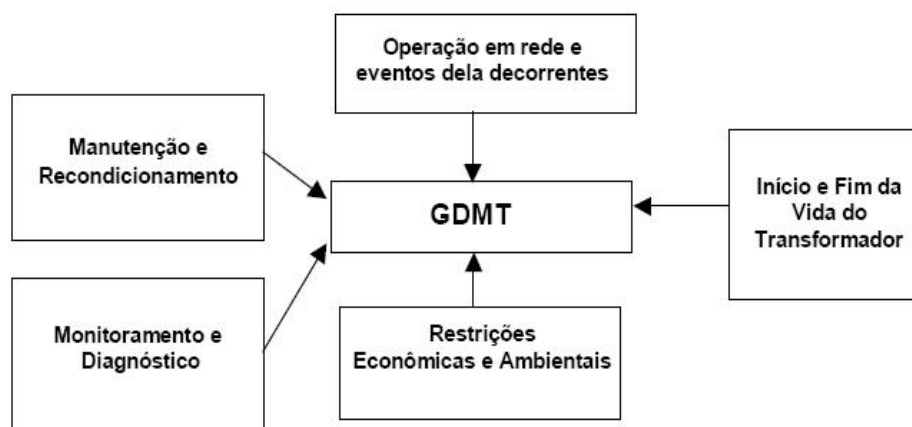 Operação em rede e
eventos dela decorrentes
Manutenção e
Recondicionamento
GDMT
Início e Fim da
Vida do
Transformador
Monitoramento e
Diagnóstico
Restrições
Econômicas e Ambientais